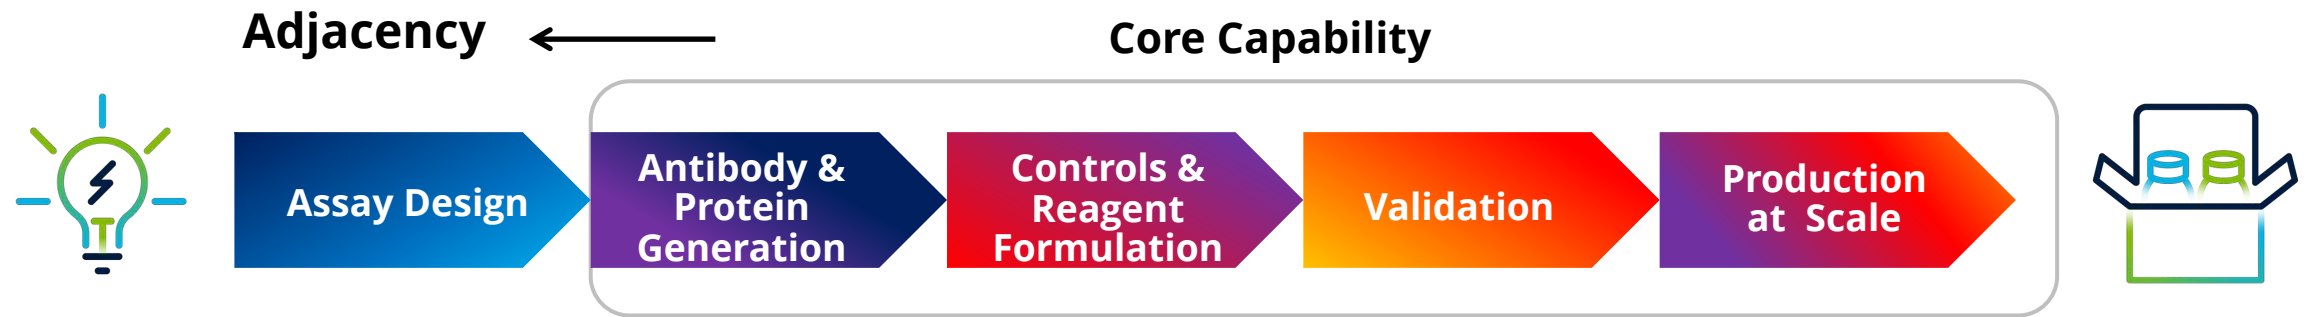 Adjacency
Core Capability
Assay Design
Antibody &
Protein
Generation
Controls &
Reagent
Formulation
Validation
Production
at  Scale